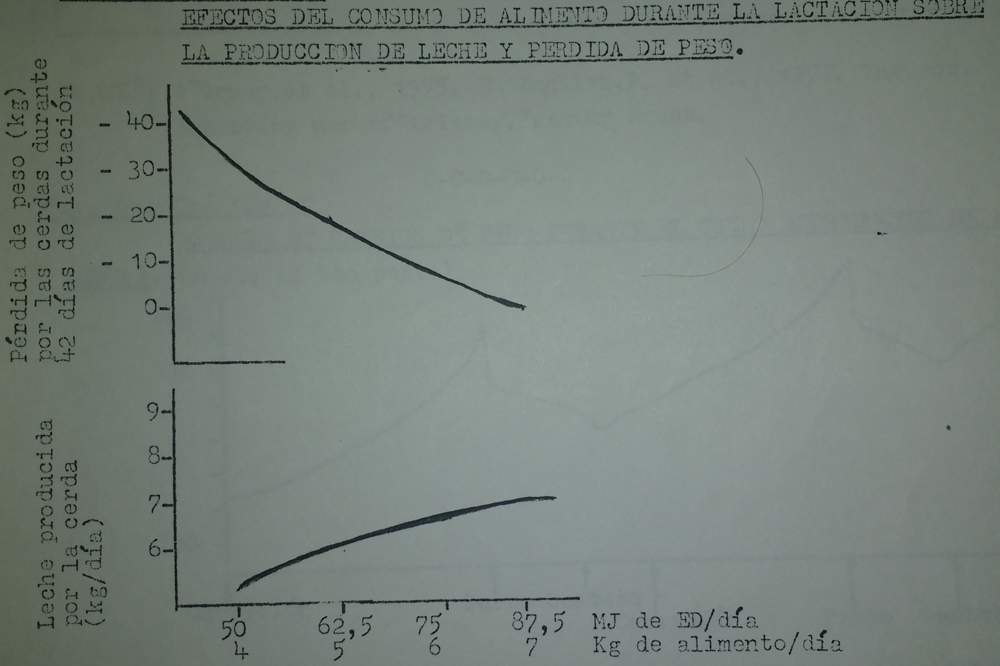 EFECTOS DEL CONSUMO DE ALIMENTO DURANTE LA LACTACION SOBRE
LA PRODUCCION DE LECHE Y PERDIDA DE PESO.
Pérdida de peso (kg)
por las cerdas durante
42 días de lactación
- 40-
- 30-
- 20-
- 10-
0-
Leche producida
por la cerda
(kg/día)
9-
8-
7-
6-
50 62,5 75 87,5 MJ de ED/día
4 5 6 7 Kg de alimento/día